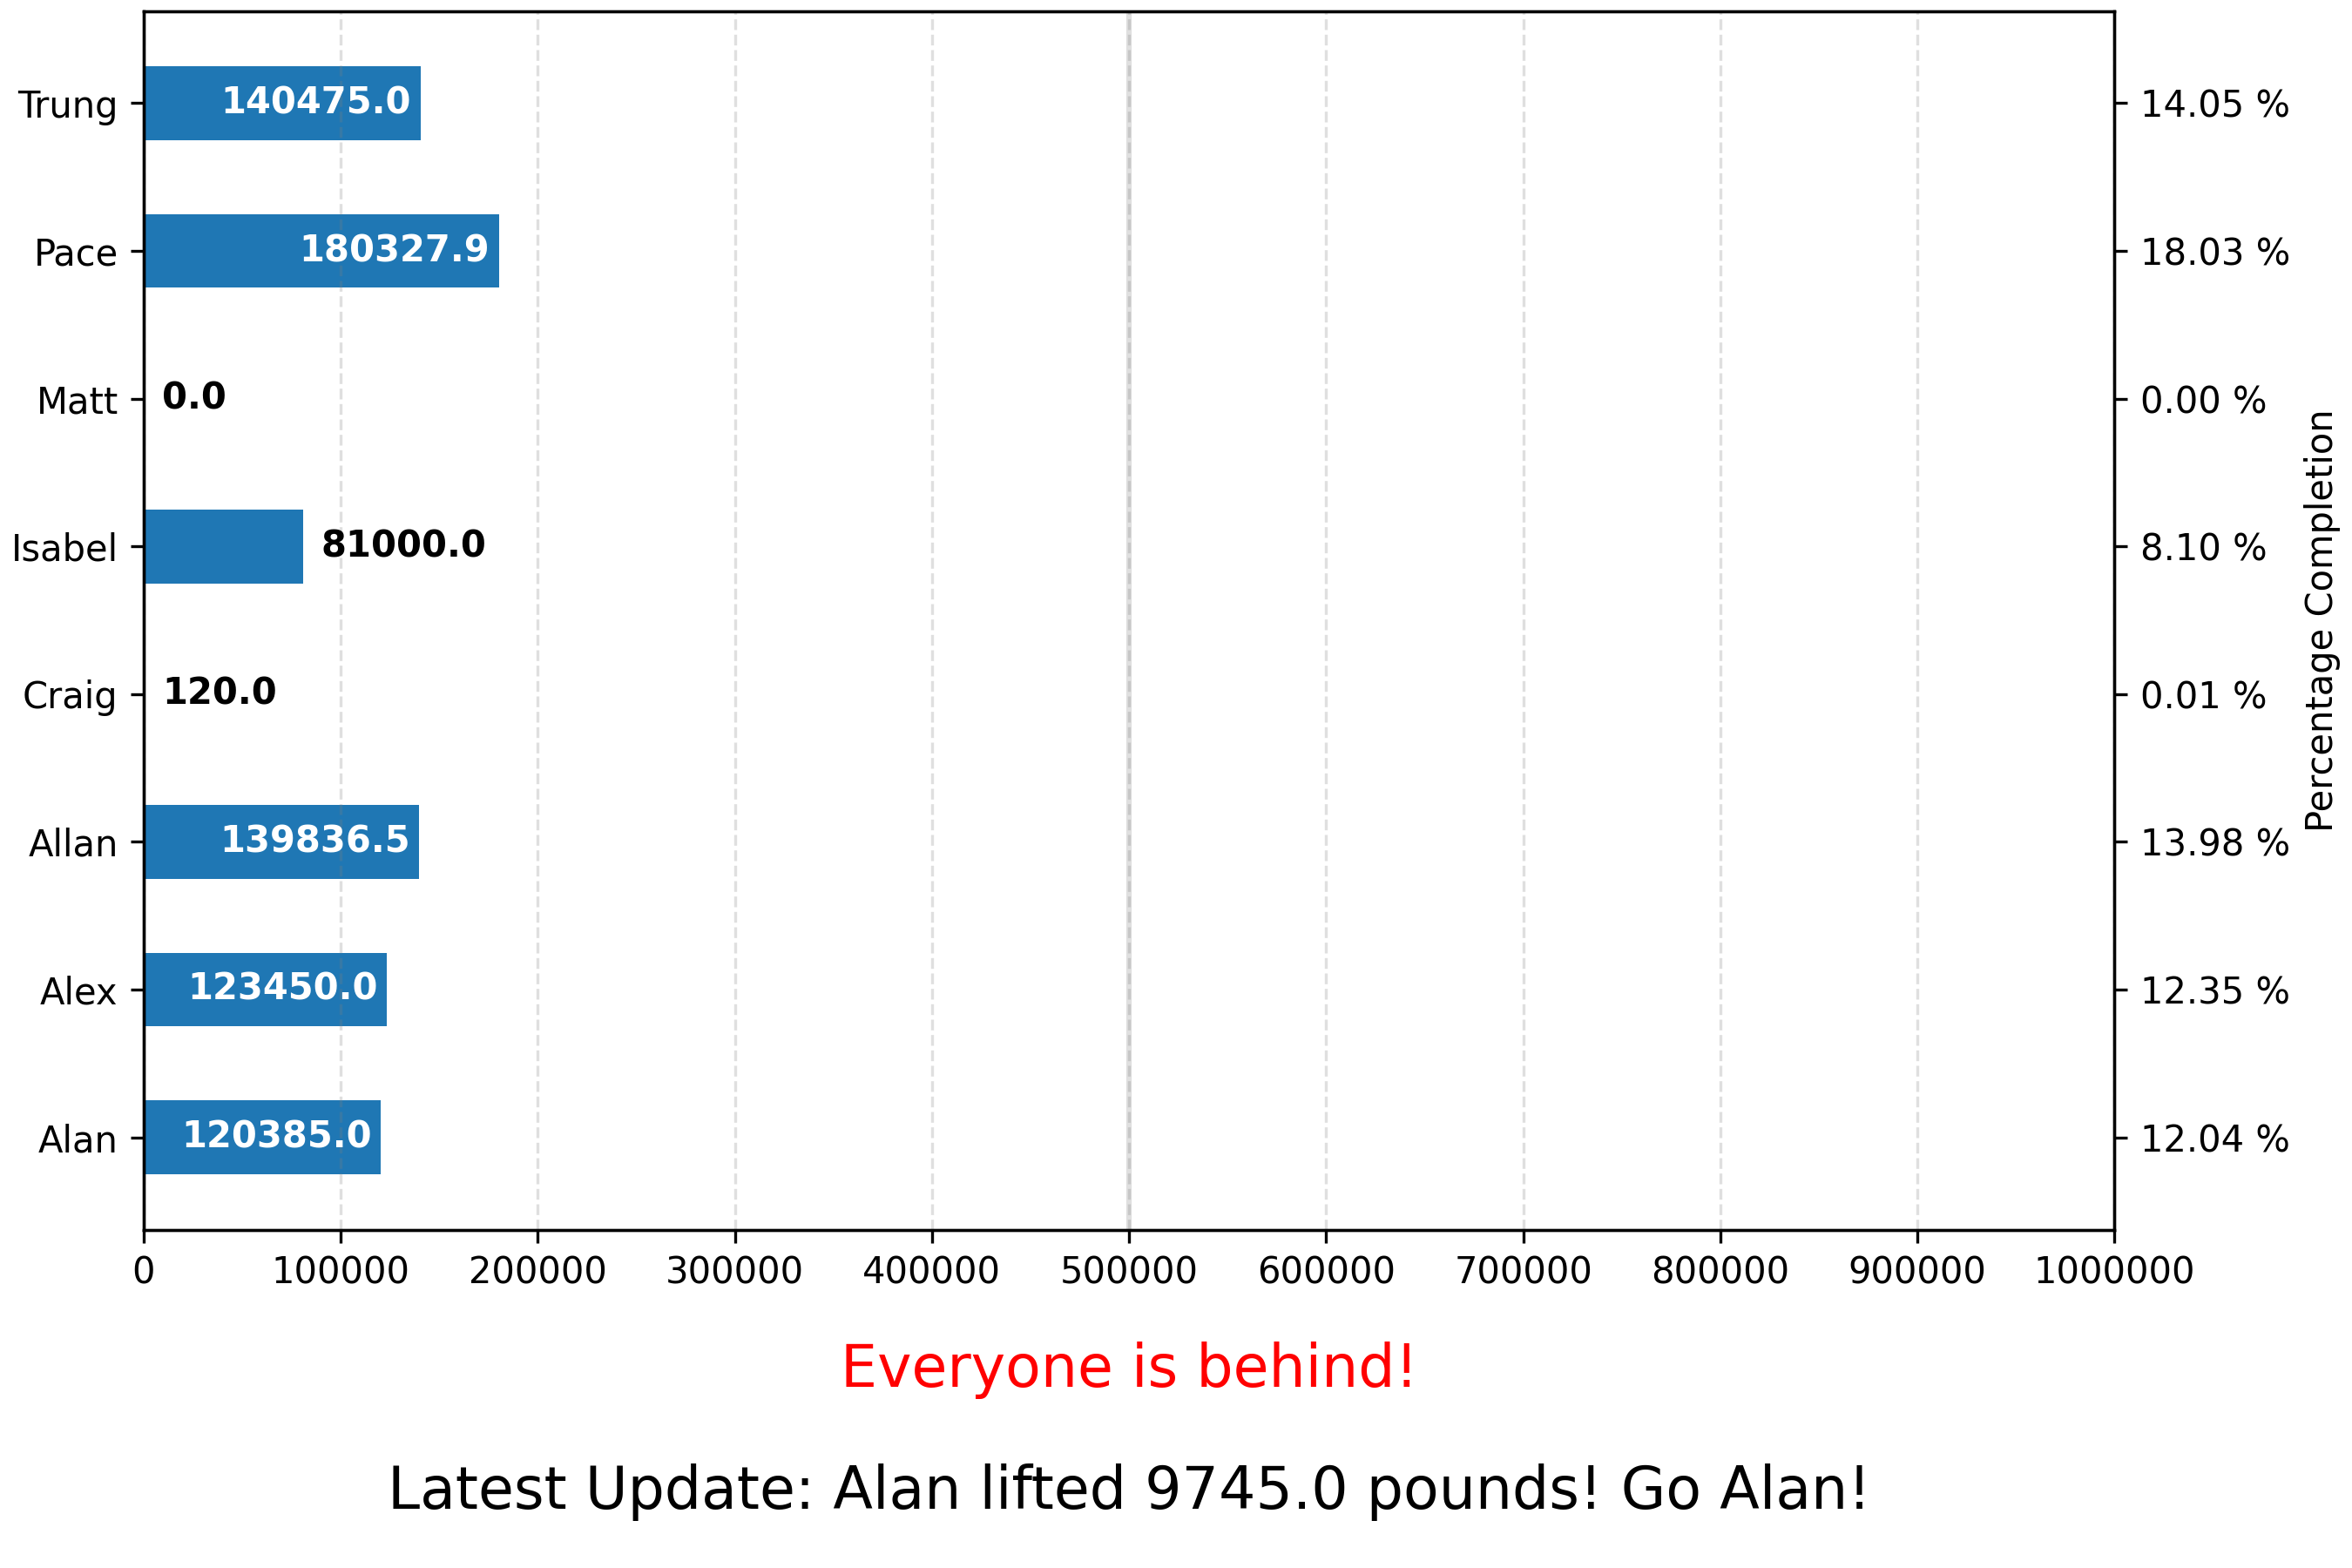 Trung 140475.0 14.05 %
Pace 180327.9 18.03 %
Matt 0.0 0.00 %
Isabel 81000.0 8.10 %
Craig 120.0 0.01 %
Allan 139836.5 13.98 %
Alex 123450.0 12.35 %
Alan 120385.0 12.04 %
Percentage Completion
0 100000 200000 300000 400000 500000 600000 700000 800000 900000 1000000
Everyone is behind!
Latest Update: Alan lifted 9745.0 pounds! Go Alan!